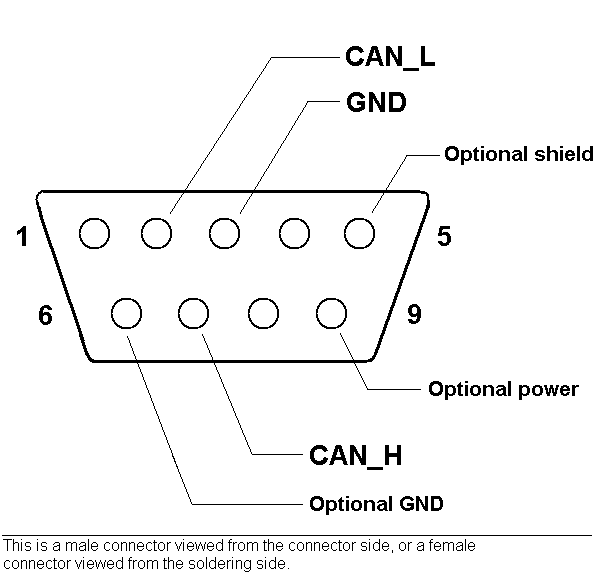 CAN_L
GND
Optional shield
1
5
6
9
Optional power
CAN_H
Optional GND
This is a male connector viewed from the connector side, or a female
connector viewed from the soldering side.